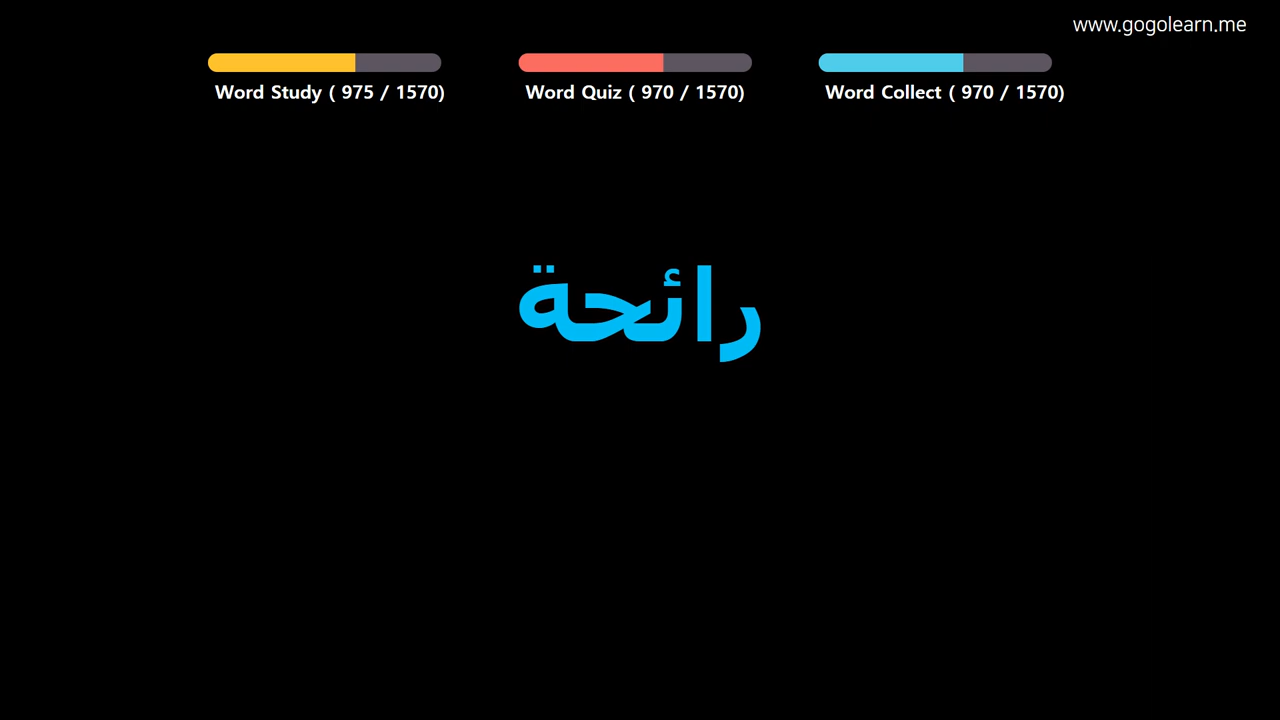 www.gogolearn.me
Word Study ( 975 / 1570)
Word Quiz ( 970 / 1570)
Word Collect ( 970 / 1570)
رائحة